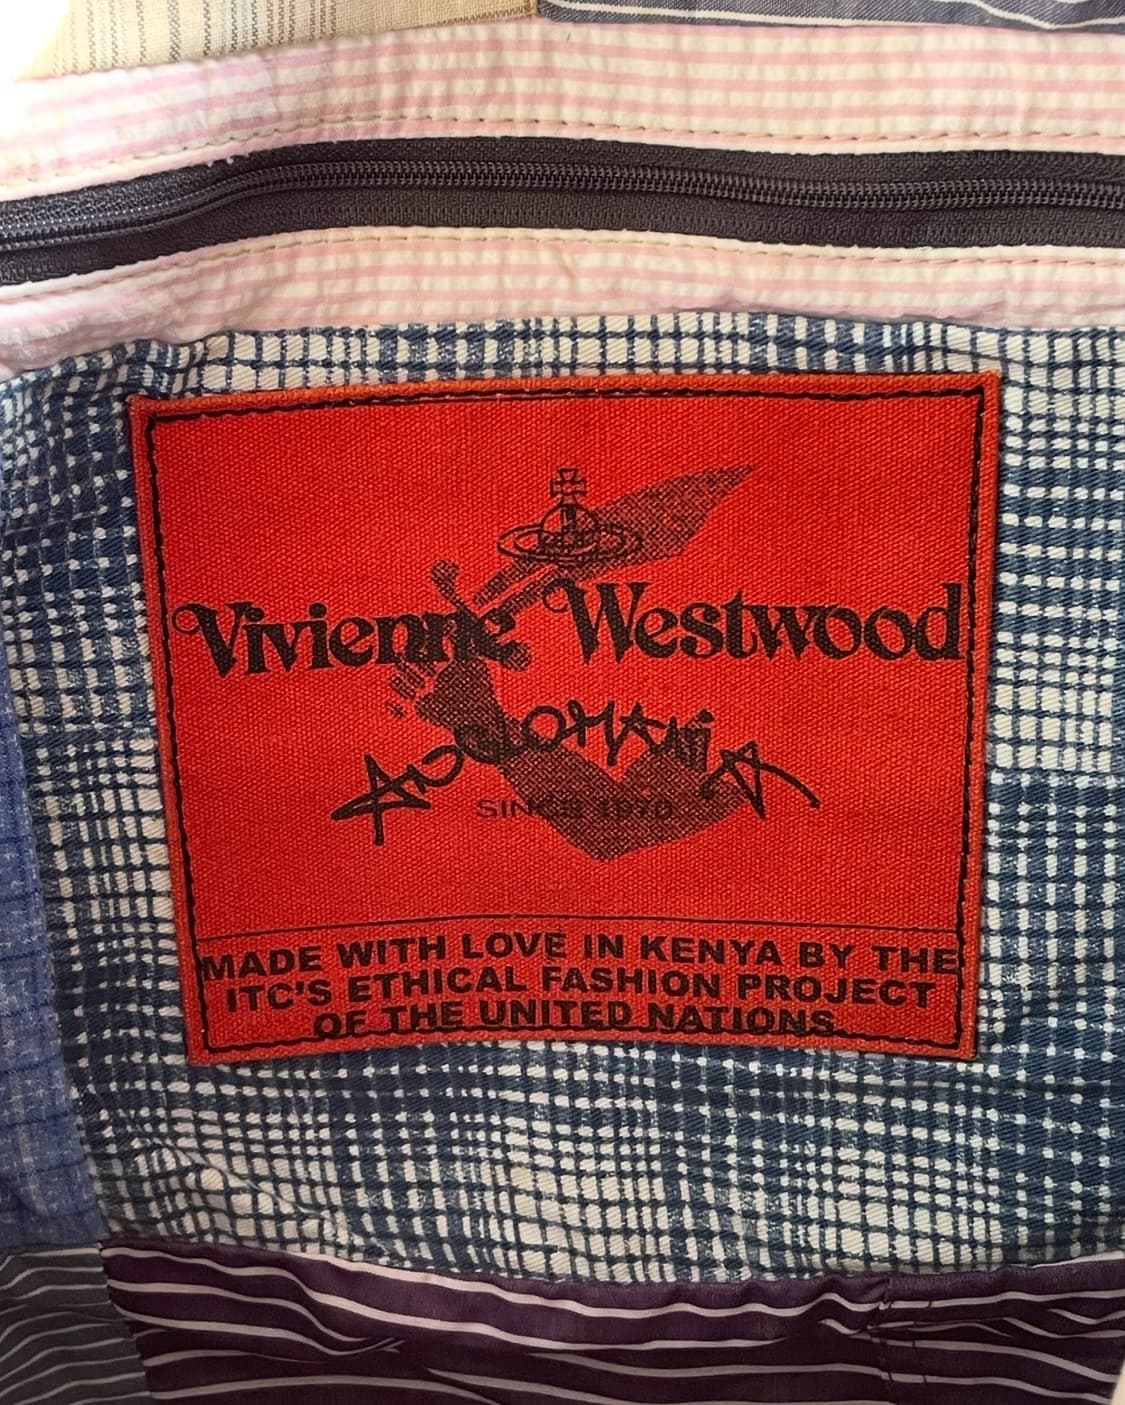 Vivienne Westwood
ANGLOMANIA
SINCE 1970
MADE WITH LOVE IN KENYA BY THE
ITC'S ETHICAL FASHION PROJECT
OF THE UNITED NATIONS.